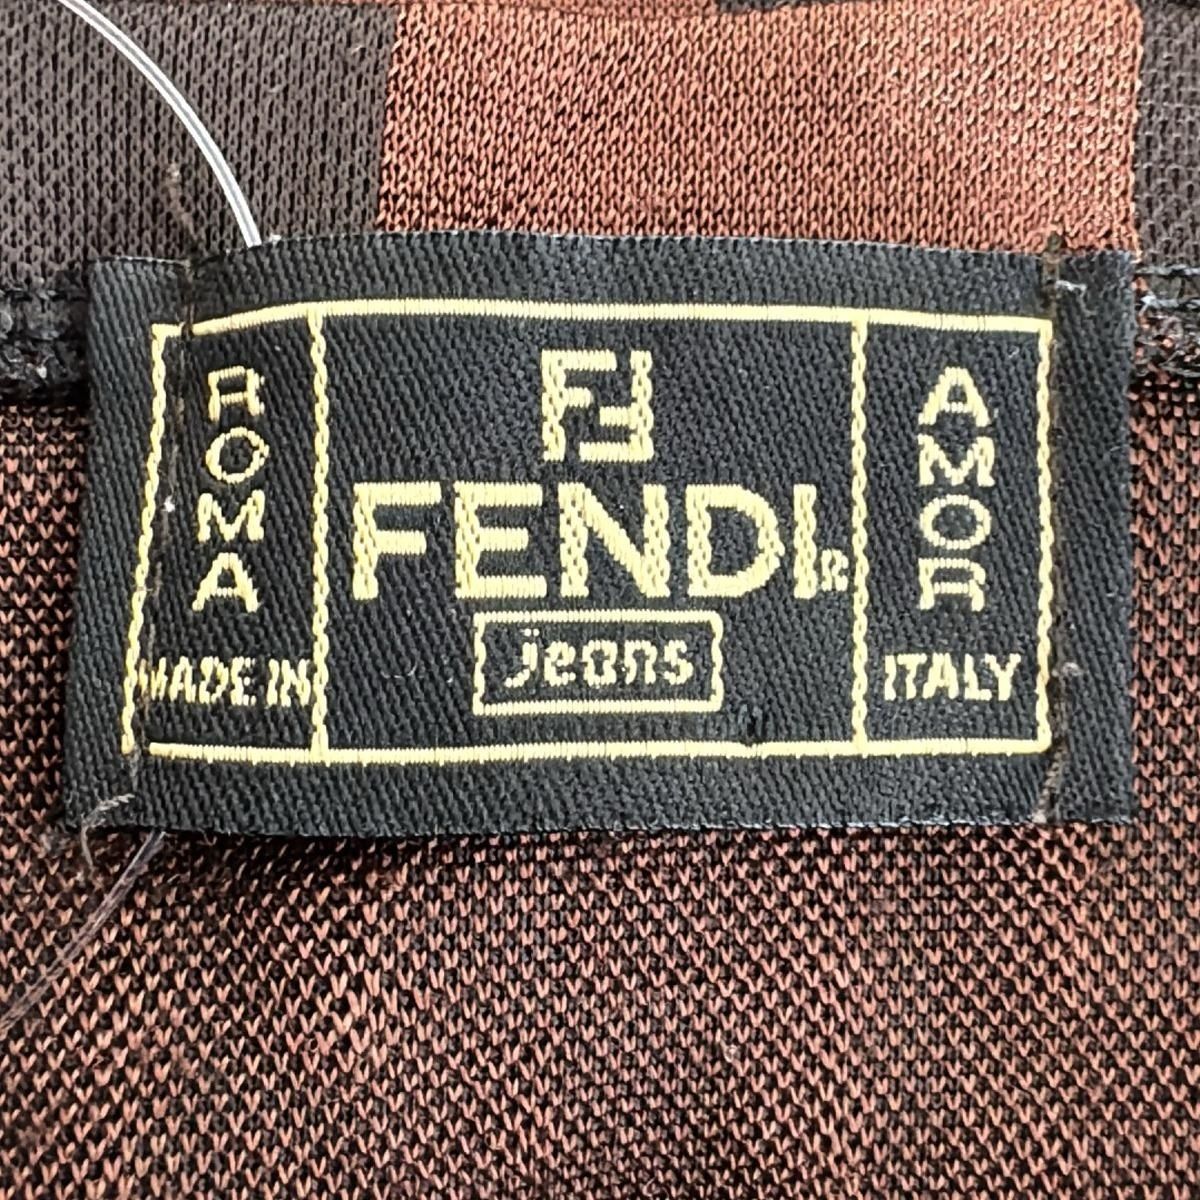 ROMA
FF
FENDI R
jeans
AMOR
MADE IN ITALY